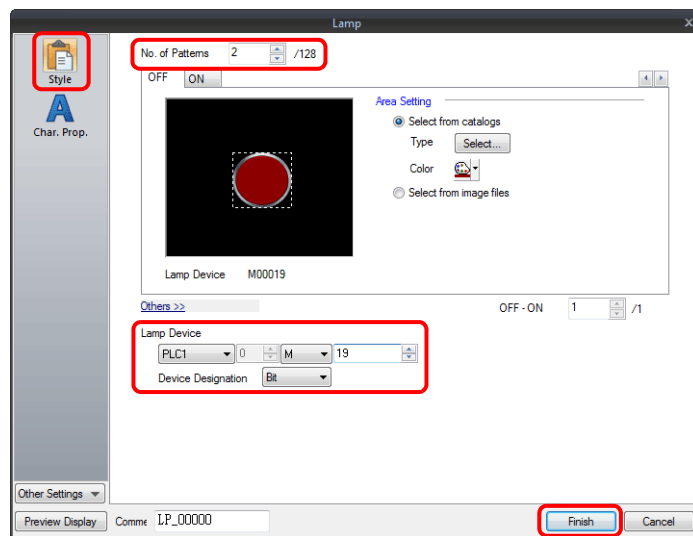 Lamp X
Style
Char. Prop.
No. of Patterns 2 /128
OFF ON
Area Setting
Select from catalogs
Type Select...
Color
Select from image files
Lamp Device M00019
Others >>
OFF - ON 1 /1
Lamp Device
PLC1 0 M 19
Device Designation Bit
Other Settings
Preview Display Comme LP_00000 Finish Cancel